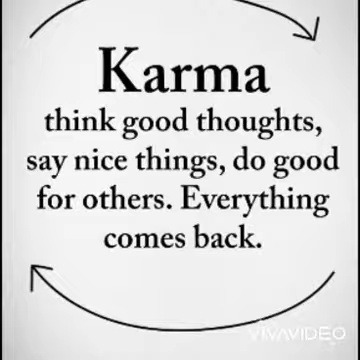 Karma
think good thoughts,
say nice things, do good
for others. Everything
comes back.
VIVAVIDEO